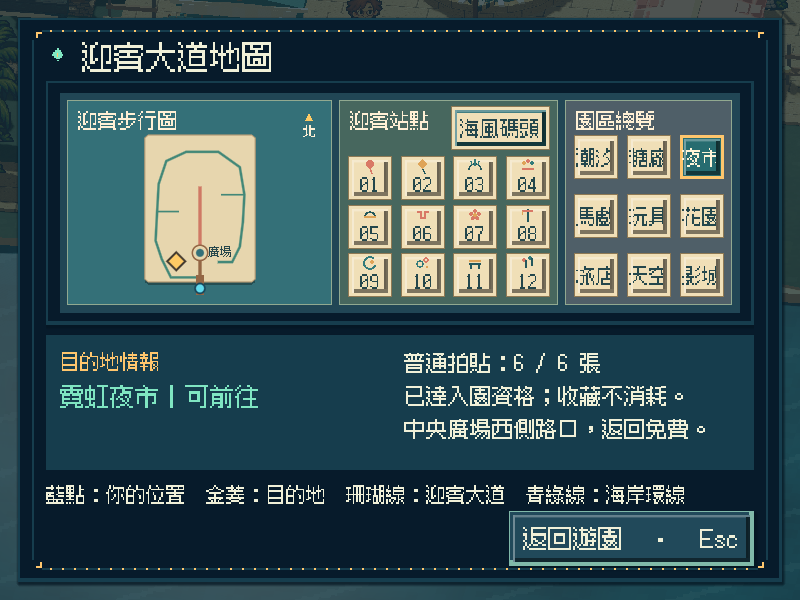 迎賓大道地圖
迎賓步行圖
北
廣場
迎賓站點
海風碼頭
01 02 03 04
05 06 07 08
09 10 11 12
園區總覽
潮汐 糖廠 夜市
馬戲 玩具 花園
旅店 天空 影城
目的地情報
霓虹夜市 | 可前往
普通拍貼：6 / 6 張
已達入園資格；收藏不消耗。
中央廣場西側路口，返回免費。
藍點：你的位置 金菱：目的地 珊瑚線：迎賓大道 青綠線：海岸環線
返回遊園 · Esc